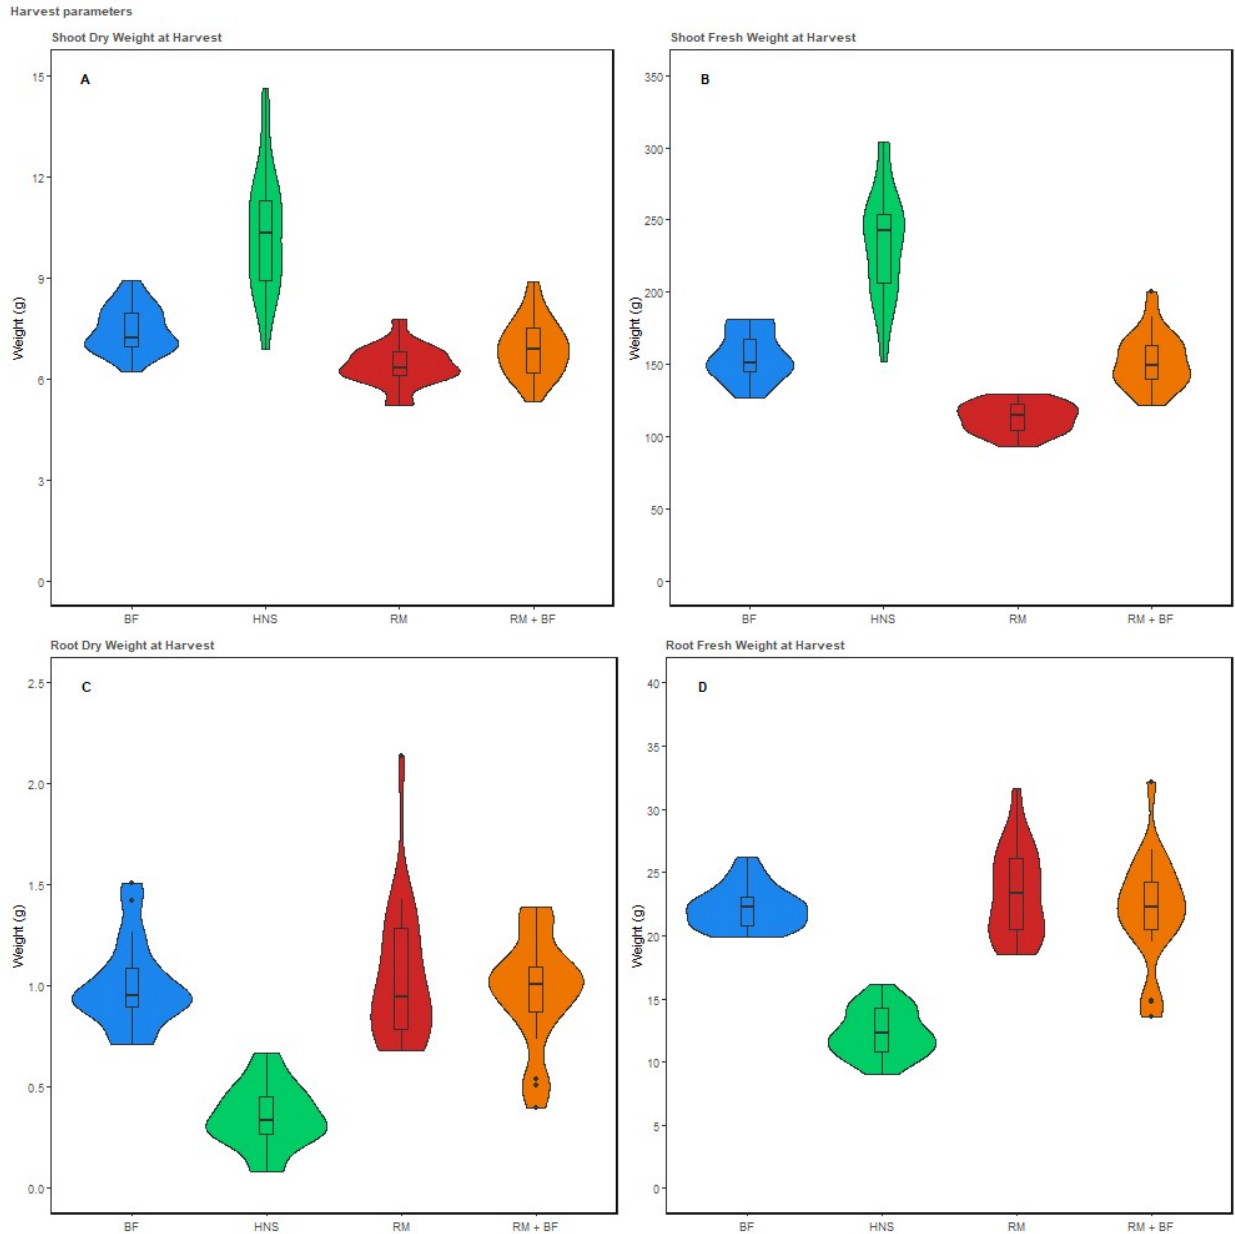 Harvest parameters
Shoot Dry Weight at Harvest
A
15
12
9
6
3
0
Weight (g)
BF HNS RM RM + BF
Shoot Fresh Weight at Harvest
B
350
300
250
200
150
100
50
0
Weight (g)
BF HNS RM RM + BF
Root Dry Weight at Harvest
C
2.5
2.0
1.5
1.0
0.5
0.0
Weight (g)
BF HNS RM RM + BF
Root Fresh Weight at Harvest
D
40
35
30
25
20
15
10
5
0
Weight (g)
BF HNS RM RM + BF